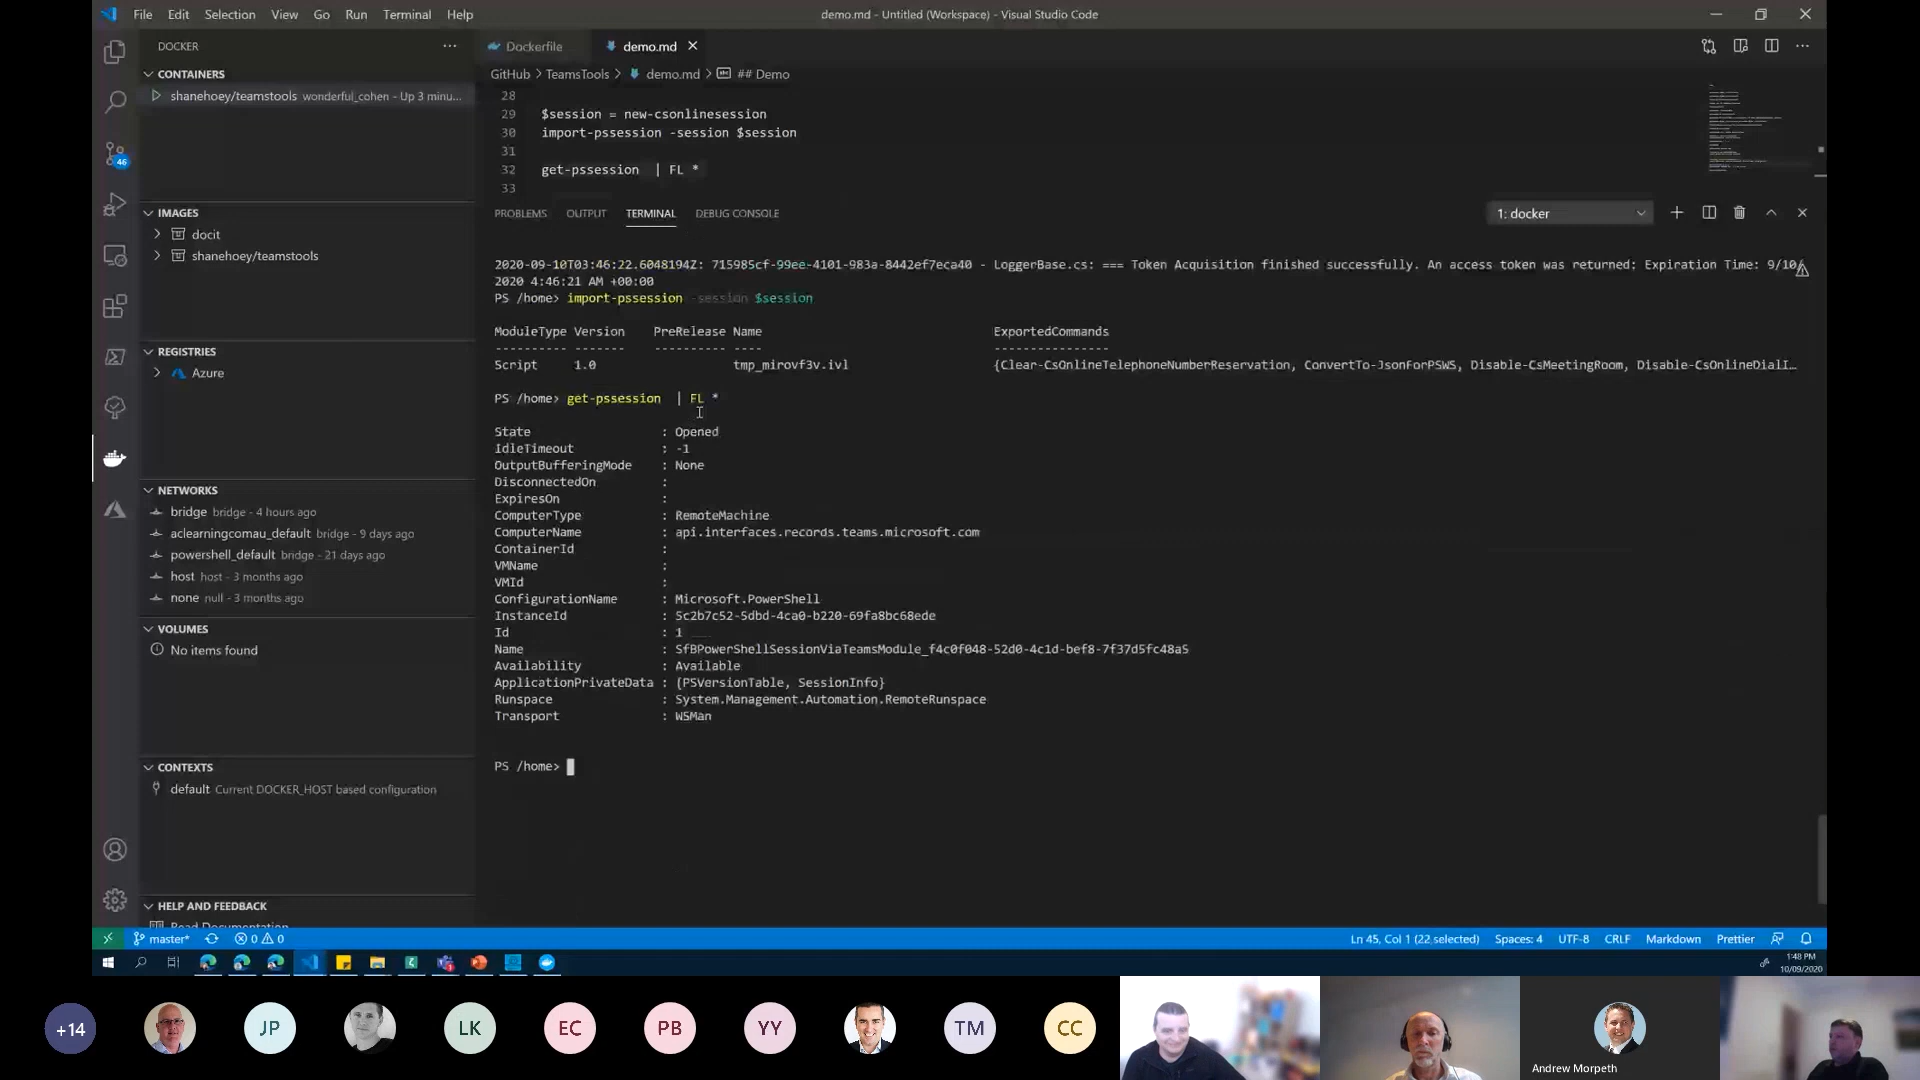 File Edit Selection View Go Run Terminal Help
demo.md - Untitled (Workspace) - Visual Studio Code
DOCKER
Dockerfile
demo.md
GitHub > TeamsTools > demo.md > ## Demo
CONTAINERS
shanehoey/teamstools wonderful_cohen - Up 3 minu...
46
IMAGES
docit
shanehoey/teamstools
REGISTRIES
Azure
NETWORKS
bridge bridge - 4 hours ago
aclearningcomau_default bridge - 9 days ago
powershell_default bridge - 21 days ago
host host - 3 months ago
none null - 3 months ago
VOLUMES
No items found
CONTEXTS
default Current DOCKER_HOST based configuration
HELP AND FEEDBACK
Read Documentation
28
29 $session = new-csonlinesession
30 import-pssession -session $session
31
32 get-pssession | FL *
33
PROBLEMS OUTPUT TERMINAL DEBUG CONSOLE
1: docker
2020-09-10T03:46:22.6048194Z: 715985cf-99ee-4101-983a-8442ef7eca40 - LoggerBase.cs: === Token Acquisition finished successfully. An access token was returned: Expiration Time: 9/10/
2020 4:46:21 AM +00:00
PS /home> import-pssession -session $session
ModuleType Version PreRelease Name ExportedCommands
---------- ------- ---------- ---- ----------------
Script 1.0 tmp_mirovf3v.ivl {Clear-CsOnlineTelephoneNumberReservation, ConvertTo-JsonForPSWS, Disable-CsMeetingRoom, Disable-CsOnlineDialI…
PS /home> get-pssession | FL *
State : Opened
IdleTimeout : -1
OutputBufferingMode : None
DisconnectedOn :
ExpiresOn :
ComputerType : RemoteMachine
ComputerName : api.interfaces.records.teams.microsoft.com
ContainerId :
VMName :
VMId :
ConfigurationName : Microsoft.PowerShell
InstanceId : 5c2b7c52-5dbd-4ca0-b220-69fa8bc68ede
Id : 1
Name : SfBPowerShellSessionViaTeamsModule_f4c0f048-52d0-4c1d-bef8-7f37d5fc48a5
Availability : Available
ApplicationPrivateData : {PSVersionTable, SessionInfo}
Runspace : System.Management.Automation.RemoteRunspace
Transport : WSMan
PS /home>
master* 0 0
Ln 45, Col 1 (22 selected) Spaces: 4 UTF-8 CRLF Markdown Prettier
1:48 PM
10/09/2020
+14
JP
LK
EC
PB
YY
TM
CC
Andrew Morpeth